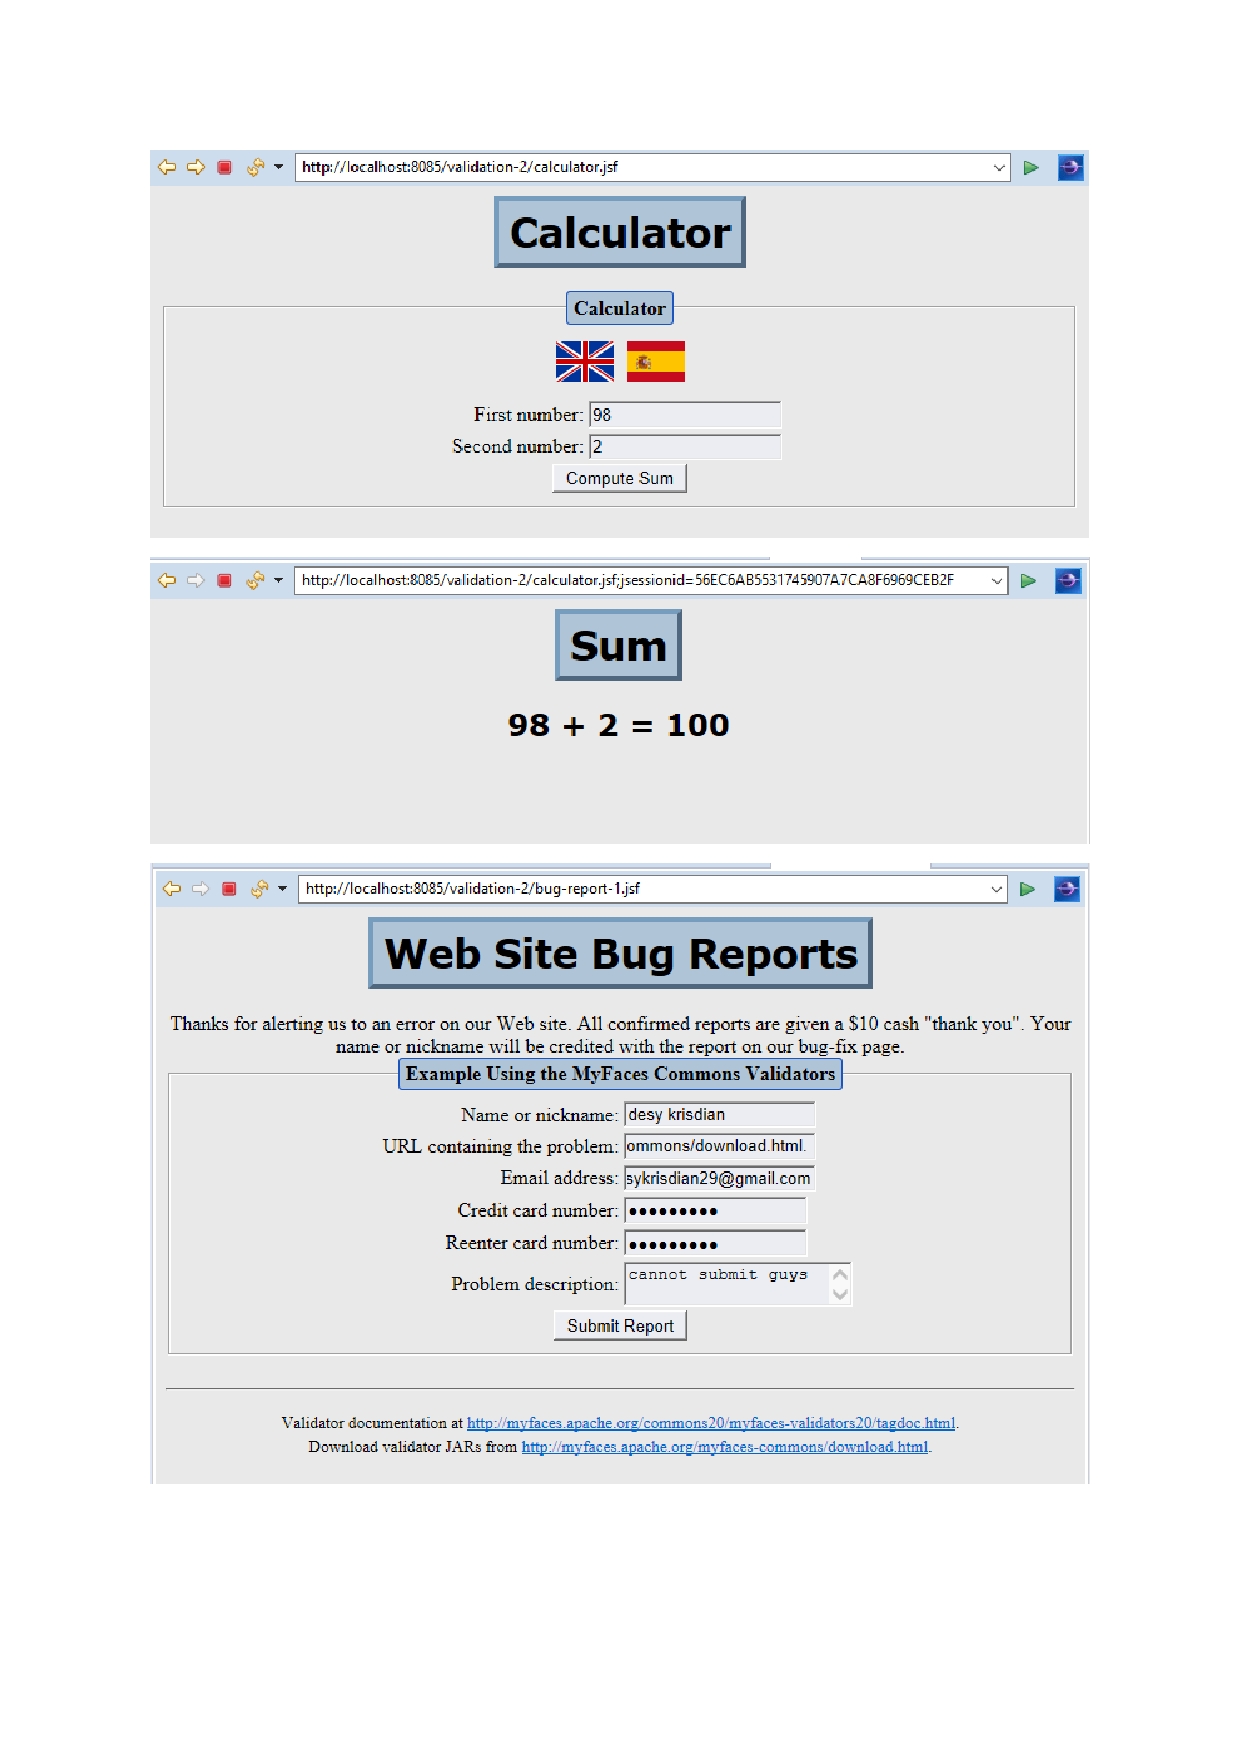 http://localhost:8085/validation-2/calculator.jsf
Calculator
Calculator
First number: 98
Second number: 2
Compute Sum
http://localhost:8085/validation-2/calculator.jsf;jsessionid=56EC6AB5531745907A7CA8F6969CEB2F
Sum
98 + 2 = 100
http://localhost:8085/validation-2/bug-report-1.jsf
Web Site Bug Reports
Thanks for alerting us to an error on our Web site. All confirmed reports are given a $10 cash "thank you". Your
name or nickname will be credited with the report on our bug-fix page.
Example Using the MyFaces Commons Validators
Name or nickname: desy krisdian
URL containing the problem: ommons/download.html.
Email address: sykrisdian29@gmail.com
Credit card number: •••••••••
Reenter card number: •••••••••
Problem description: cannot submit guys
Submit Report
Validator documentation at http://myfaces.apache.org/commons20/myfaces-validators20/tagdoc.html.
Download validator JARs from http://myfaces.apache.org/myfaces-commons/download.html.